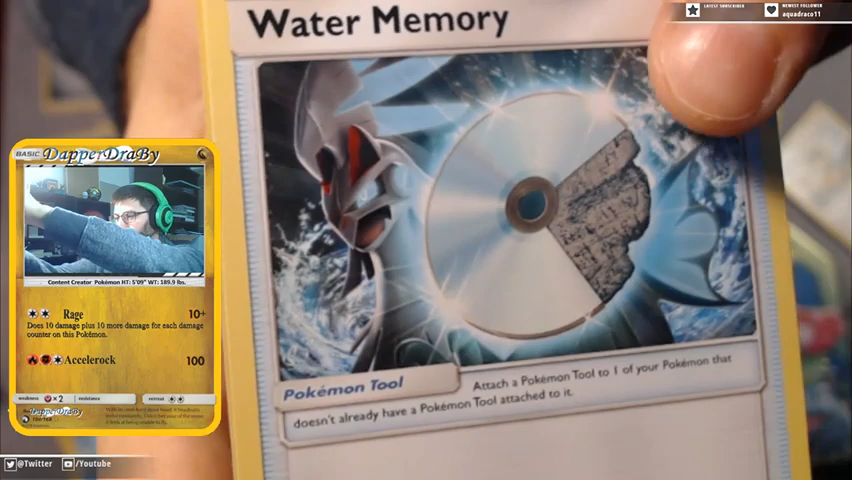 LATEST SUBSCRIBER
NEWEST FOLLOWER
aquadraco11
Water Memory
Pokémon Tool
Attach a Pokémon Tool to 1 of your Pokémon that
doesn't already have a Pokémon Tool attached to it.
BASIC DapperDraBy
Content Creator Pokémon HT: 5'09" WT: 189.9 lbs.
Rage 10+
Does 10 damage plus 10 more damage for each damage
counter on this Pokémon.
Accelerock 100
weakness ×2 resistance retreat
DapperDraBy
@Twitter /Youtube